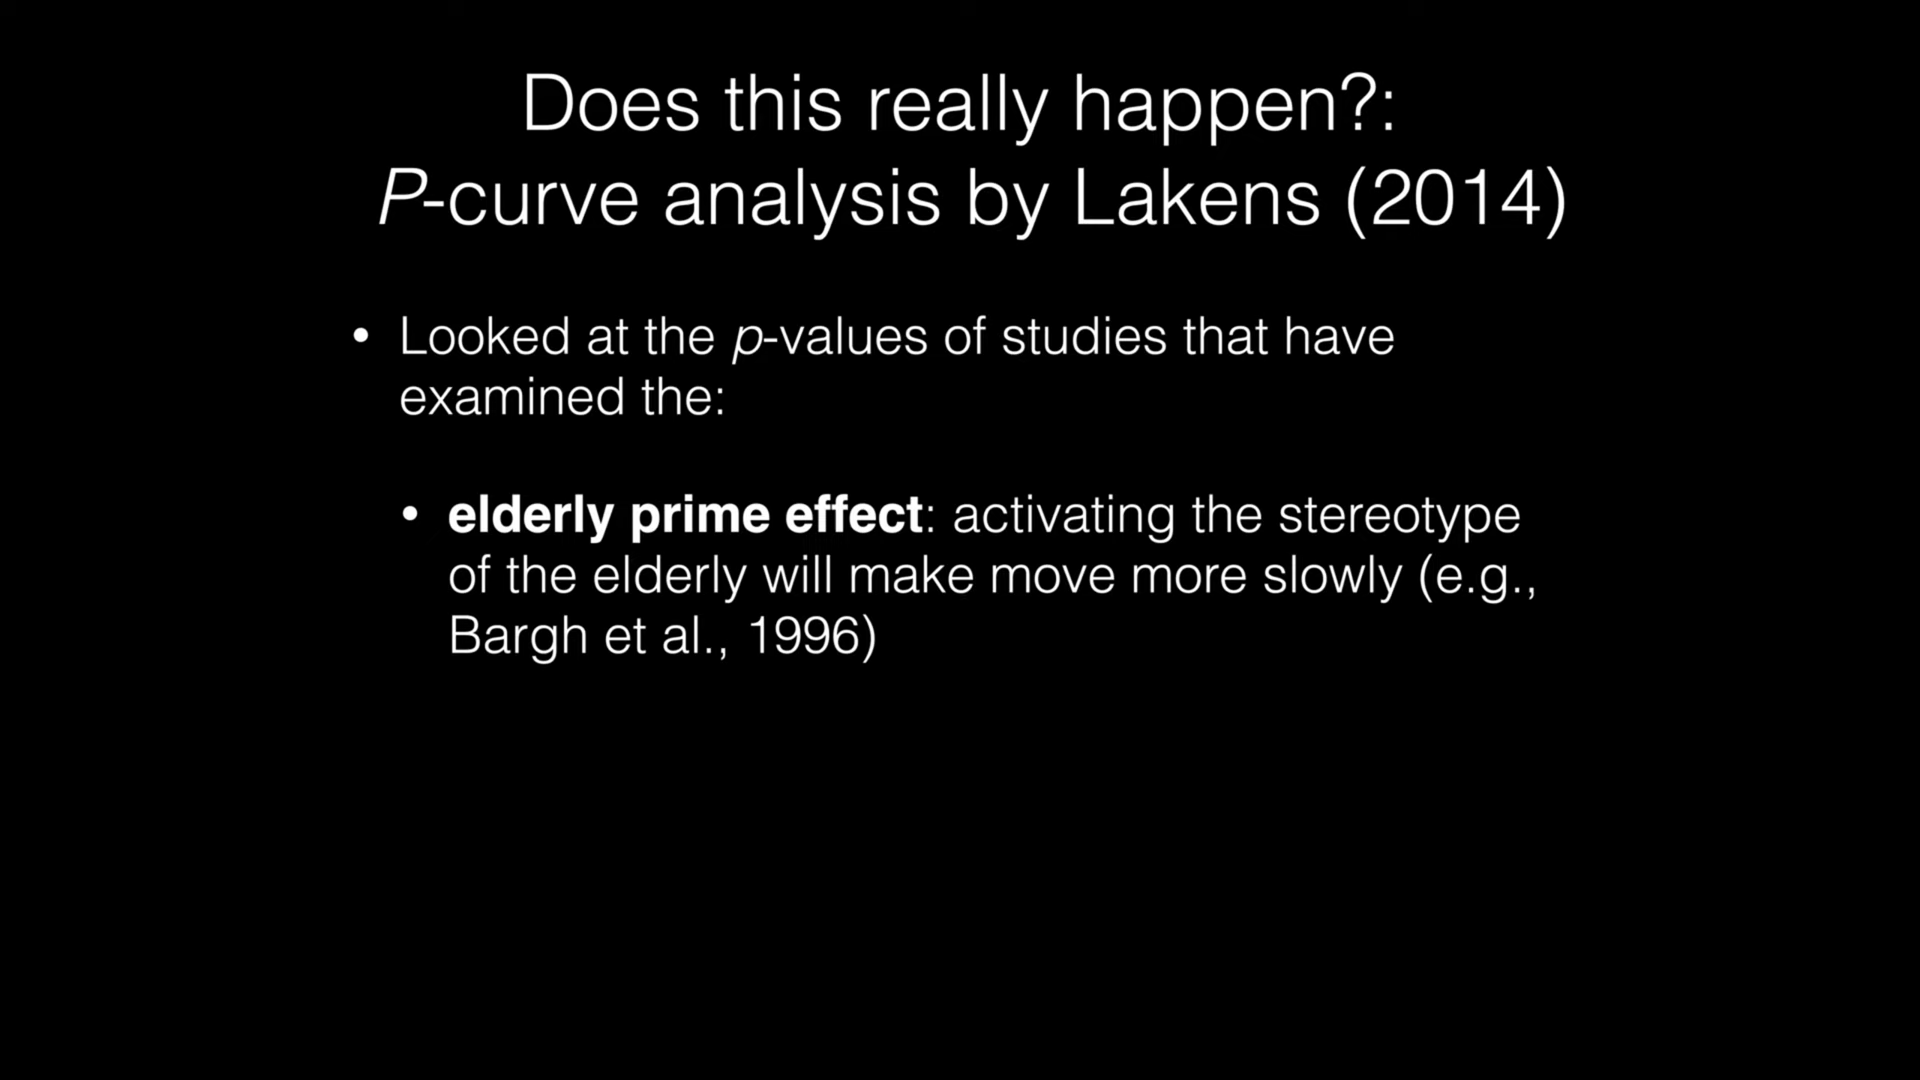 Does this really happen?:
P-curve analysis by Lakens (2014)
• Looked at the p-values of studies that have
examined the:
• elderly prime effect: activating the stereotype
of the elderly will make move more slowly (e.g.,
Bargh et al., 1996)